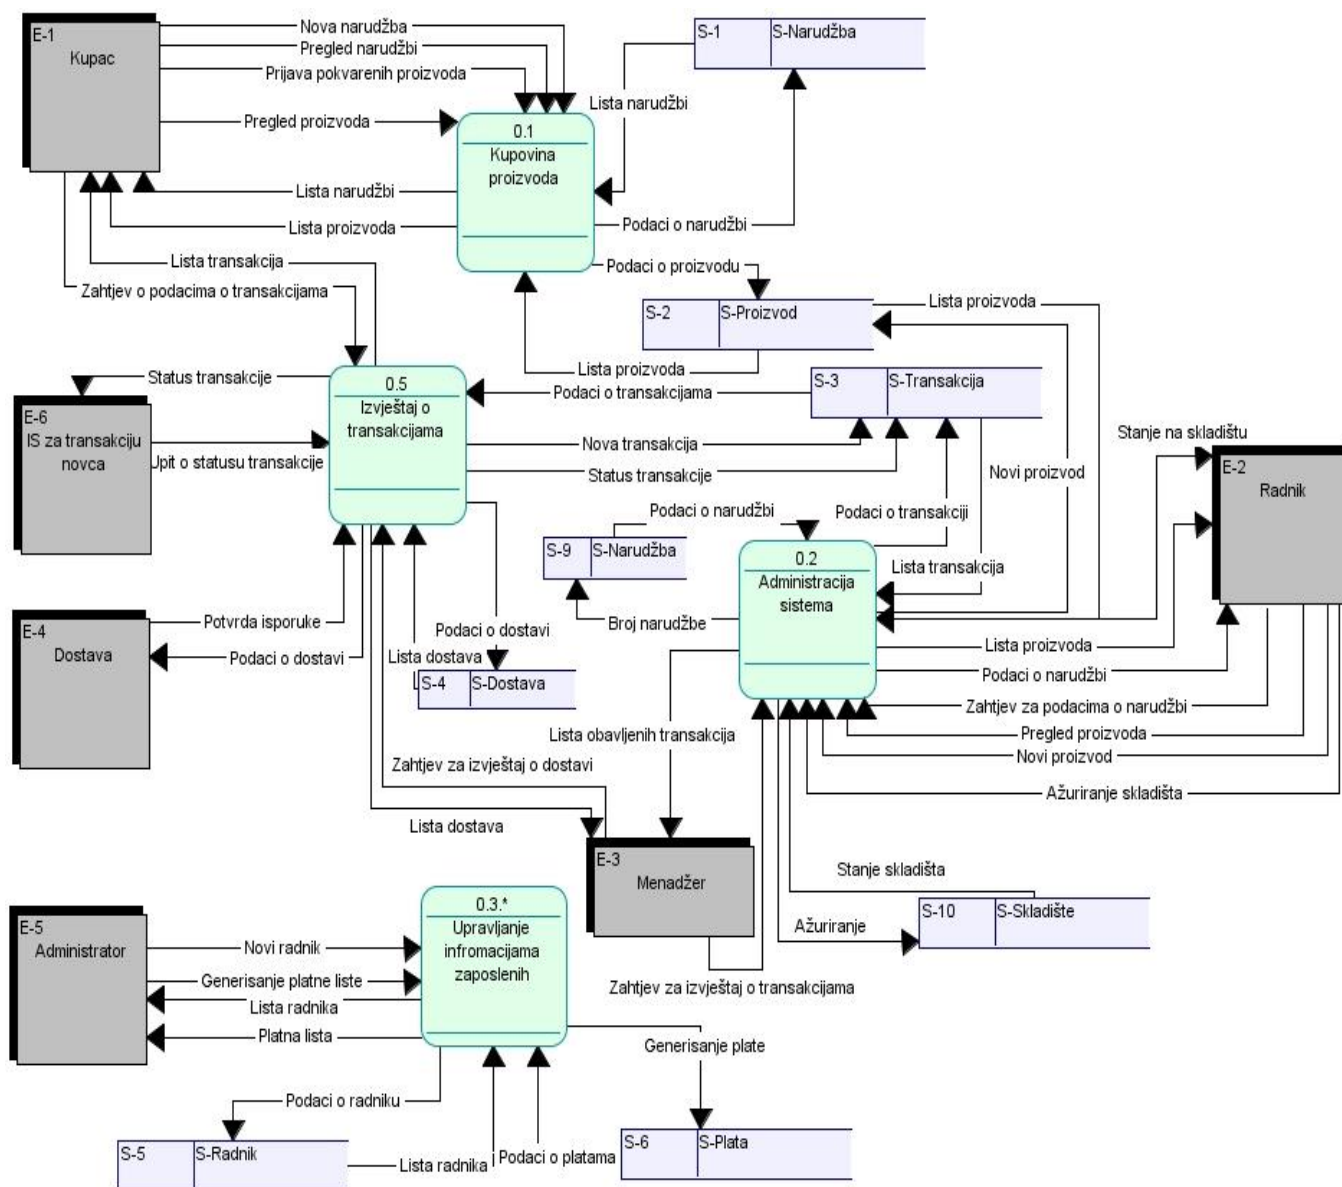 E-1
Kupac
Nova narudžba
Pregled narudžbi
Prijava pokvarenih proizvoda
Pregled proizvoda
Lista narudžbi
Lista proizvoda
0.1
Kupovina
proizvoda
S-1
S-Narudžba
Lista narudžbi
Podaci o narudžbi
Podaci o proizvodu
Lista transakcija
Zahtjev o podacima o transakcijama
S-2
S-Proizvod
Lista proizvoda
Lista proizvoda
Status transakcije
0.5
Izvještaj o
transakcijama
S-3
S-Transakcija
Podaci o transakcijama
E-6
IS za transakciju
novca
Upit o statusu transakcije
Nova transakcija
Status transakcije
Novi proizvod
Stanje na skladištu
E-2
Radnik
Podaci o narudžbi
Podaci o transakciji
S-9
S-Narudžba
0.2
Administracija
sistema
Lista transakcija
Broj narudžbe
E-4
Dostava
Potvrda isporuke
Podaci o dostavi
Podaci o dostavi
Lista dostava
S-4
S-Dostava
Lista proizvoda
Podaci o narudžbi
Zahtjev za podacima o narudžbi
Pregled proizvoda
Novi proizvod
Ažuriranje skladišta
Lista obavljenih transakcija
Zahtjev za izvještaj o dostavi
Lista dostava
E-3
Menadžer
Stanje skladišta
S-10
S-Skladište
Ažuriranje
Zahtjev za izvještaj o transakcijama
E-5
Administrator
Novi radnik
Generisanje platne liste
Lista radnika
Platna lista
0.3.*
Upravljanje
infromacijama
zaposlenih
Generisanje plate
Podaci o radniku
S-5
S-Radnik
Lista radnika
Podaci o platama
S-6
S-Plata